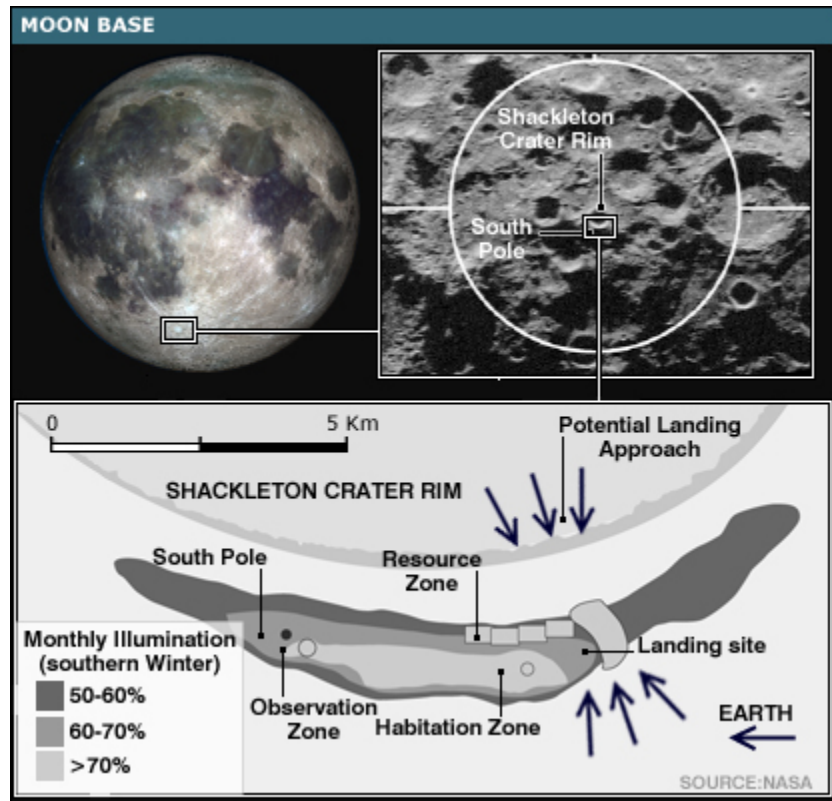 MOON BASE
Shackleton
Crater Rim
South
Pole
0
5 Km
Potential Landing
Approach
SHACKLETON CRATER RIM
South Pole
Resource
Zone
Monthly Illumination
(southern Winter)
50-60%
60-70%
>70%
Landing site
Observation
Zone
Habitation Zone
EARTH
SOURCE:NASA